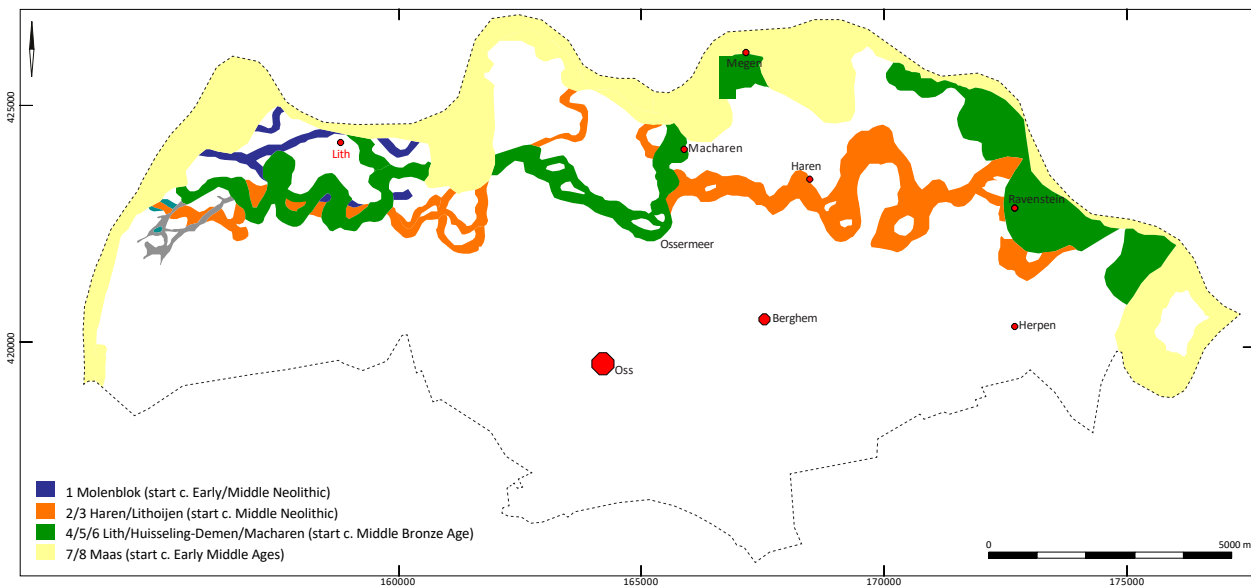 160000
165000
170000
175000
425000
420000
Megen
Lith
Macharen
Haren
Ravenstein
Ossermeer
Berghem
Herpen
Oss
1 Molenblok (start c. Early/Middle Neolithic)
2/3 Haren/Lithoijen (start c. Middle Neolithic)
4/5/6 Lith/Huisseling-Demen/Macharen (start c. Middle Bronze Age)
7/8 Maas (start c. Early Middle Ages)
0 5000 m